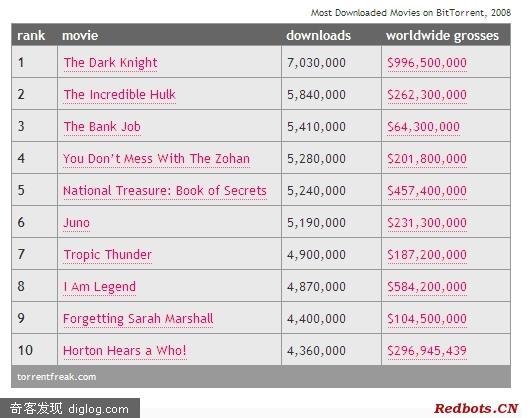 Most Downloaded Movies on BitTorrent, 2008
rank movie downloads worldwide grosses
1 The Dark Knight 7,030,000 $996,500,000
2 The Incredible Hulk 5,840,000 $262,300,000
3 The Bank Job 5,410,000 $64,300,000
4 You Don't Mess With The Zohan 5,280,000 $201,800,000
5 National Treasure: Book of Secrets 5,240,000 $457,400,000
6 Juno 5,190,000 $231,300,000
7 Tropic Thunder 4,900,000 $187,200,000
8 I Am Legend 4,870,000 $584,200,000
9 Forgetting Sarah Marshall 4,400,000 $104,500,000
10 Horton Hears a Who! 4,360,000 $296,945,439
torrentfreak.com
奇客发现 diglog.com Redbots.CN